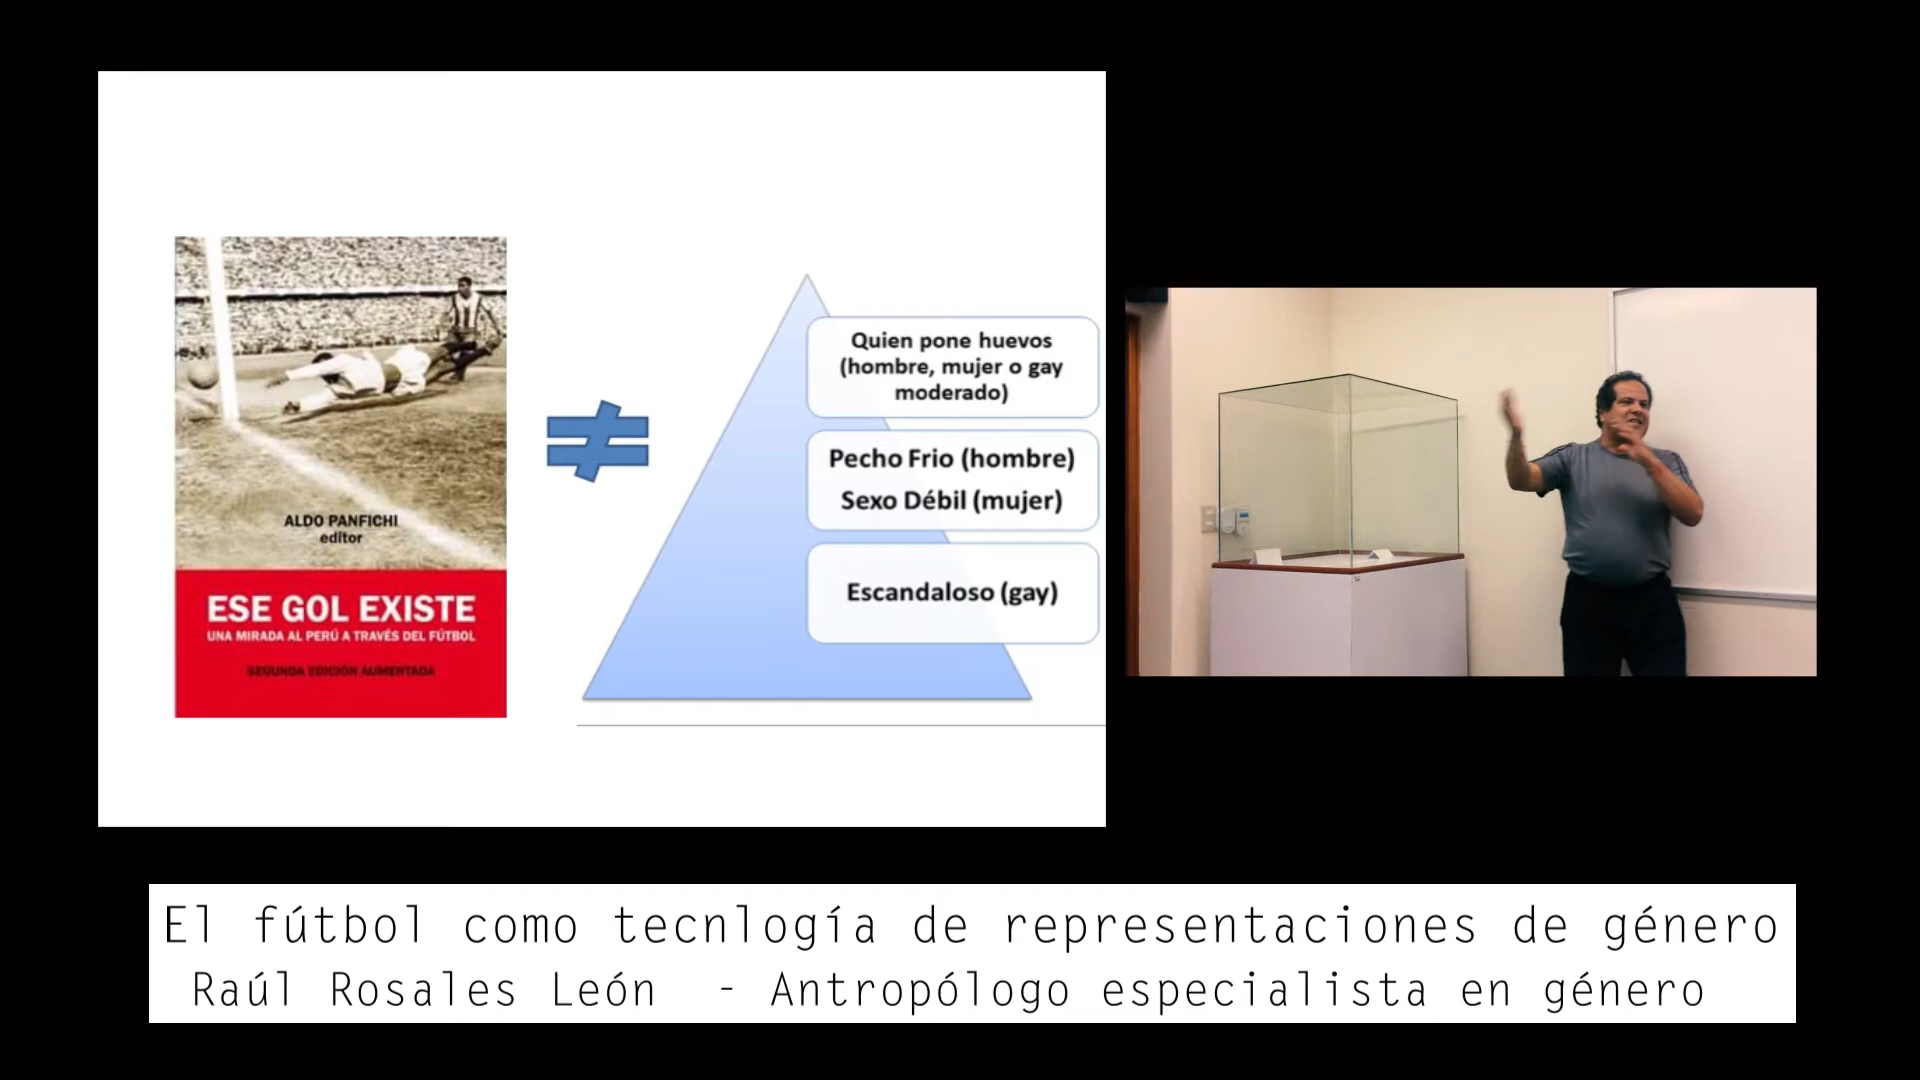 ALDO PANFICHI
editor
ESE GOL EXISTE
UNA MIRADA AL PERÚ A TRAVÉS DEL FÚTBOL
SEGUNDA EDICIÓN AUMENTADA
Quien pone huevos
(hombre, mujer o gay
moderado)
Pecho Frio (hombre)
Sexo Débil (mujer)
Escandaloso (gay)
El fútbol como tecnlogía de representaciones de género
Raúl Rosales León - Antropólogo especialista en género